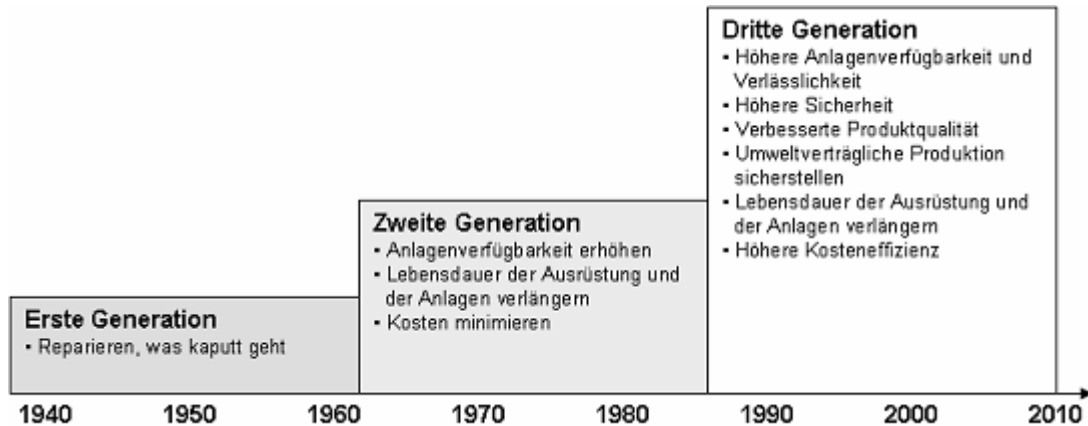 Dritte Generation
▪ Höhere Anlagenverfügbarkeit und
Verlässlichkeit
▪ Höhere Sicherheit
▪ Verbesserte Produktqualität
▪ Umweltverträgliche Produktion
sicherstellen
▪ Lebensdauer der Ausrüstung und
der Anlagen verlängern
▪ Höhere Kosteneffizienz
Zweite Generation
▪ Anlagenverfügbarkeit erhöhen
▪ Lebensdauer der Ausrüstung und
der Anlagen verlängern
▪ Kosten minimieren
Erste Generation
▪ Reparieren, was kaputt geht
1940 1950 1960 1970 1980 1990 2000 2010